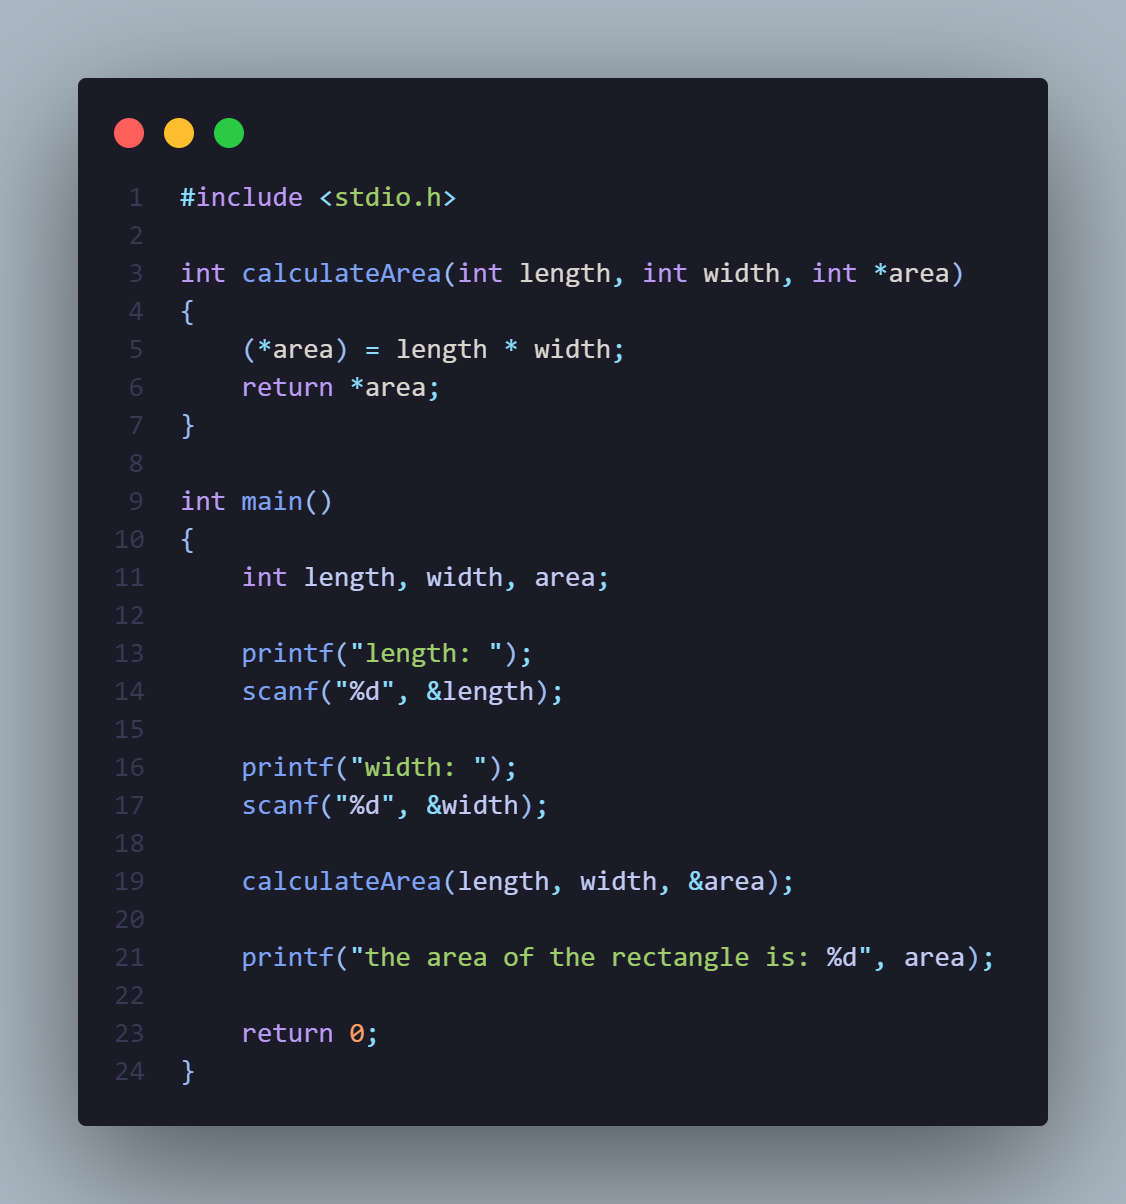 1 #include <stdio.h>
2
3 int calculateArea(int length, int width, int *area)
4 {
5     (*area) = length * width;
6     return *area;
7 }
8
9 int main()
10 {
11     int length, width, area;
12
13     printf("length: ");
14     scanf("%d", &length);
15
16     printf("width: ");
17     scanf("%d", &width);
18
19     calculateArea(length, width, &area);
20
21     printf("the area of the rectangle is: %d", area);
22
23     return 0;
24 }